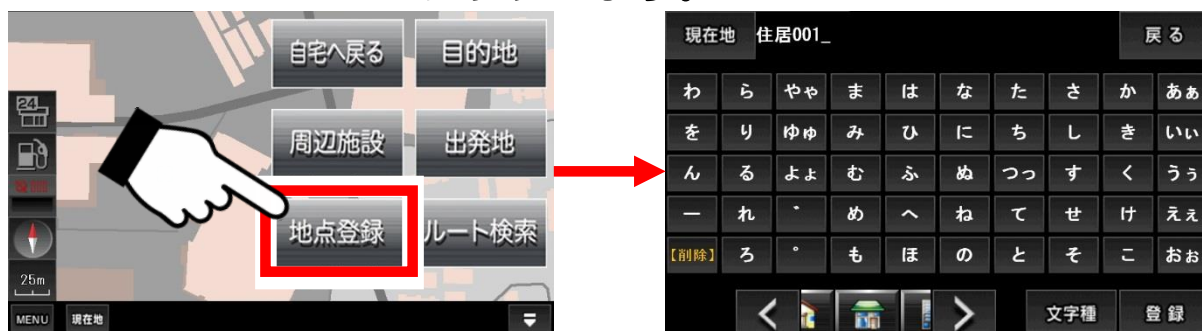 す。
自宅へ戻る 目的地
周辺施設 出発地
地点登録 ルート検索
24
25m
MENU 現在地
現在地 住居001_ 戻る
わ ら やゃ ま は な た さ か あぁ
を り ゆゅ み ひ に ち し き いぃ
ん る よょ む ふ ぬ つっ す く うぅ
ー れ ゛ め へ ね て せ け えぇ
【削除】 ろ ゜ も ほ の と そ こ おぉ
< > 文字種 登録